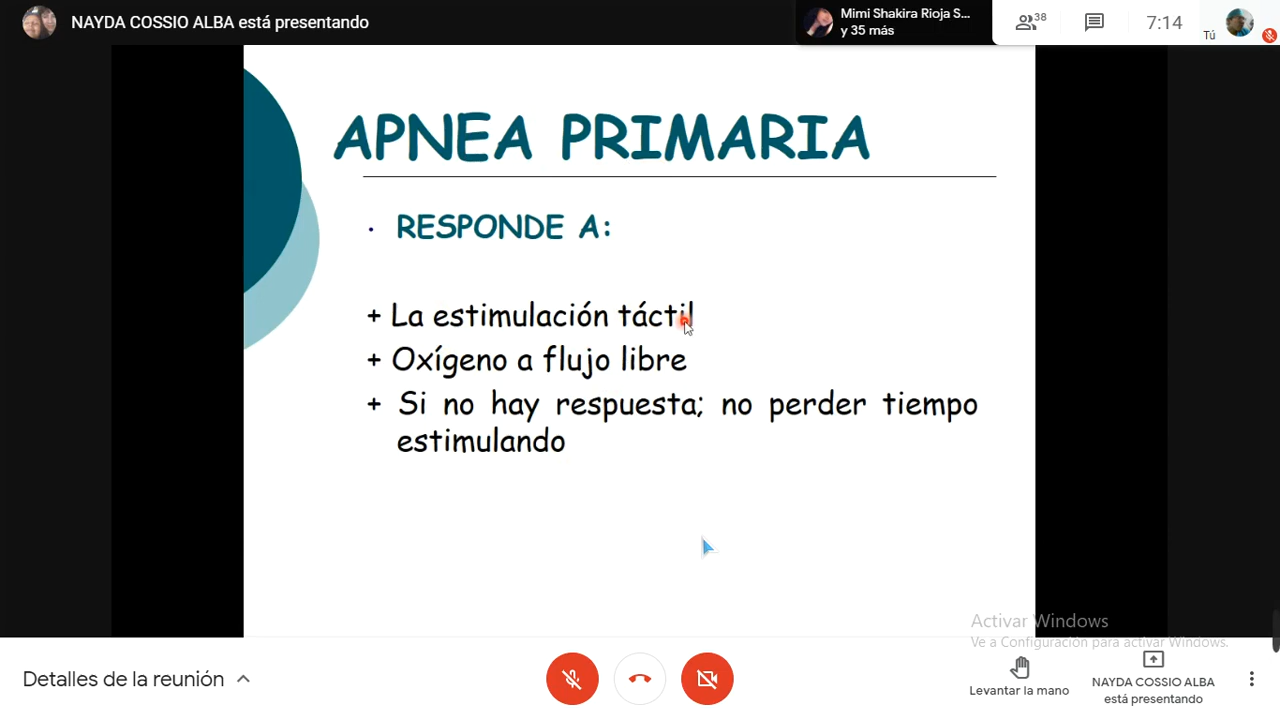 NAYDA COSSIO ALBA está presentando
Mimi Shakira Rioja S...
y 35 más
38
7:14
Tú
APNEA PRIMARIA
· RESPONDE A:
+ La estimulación táctil
+ Oxígeno a flujo libre
+ Si no hay respuesta; no perder tiempo
estimulando
Activar Windows
Ve a Configuración para activar Windows.
Detalles de la reunión
Levantar la mano
NAYDA COSSIO ALBA
está presentando